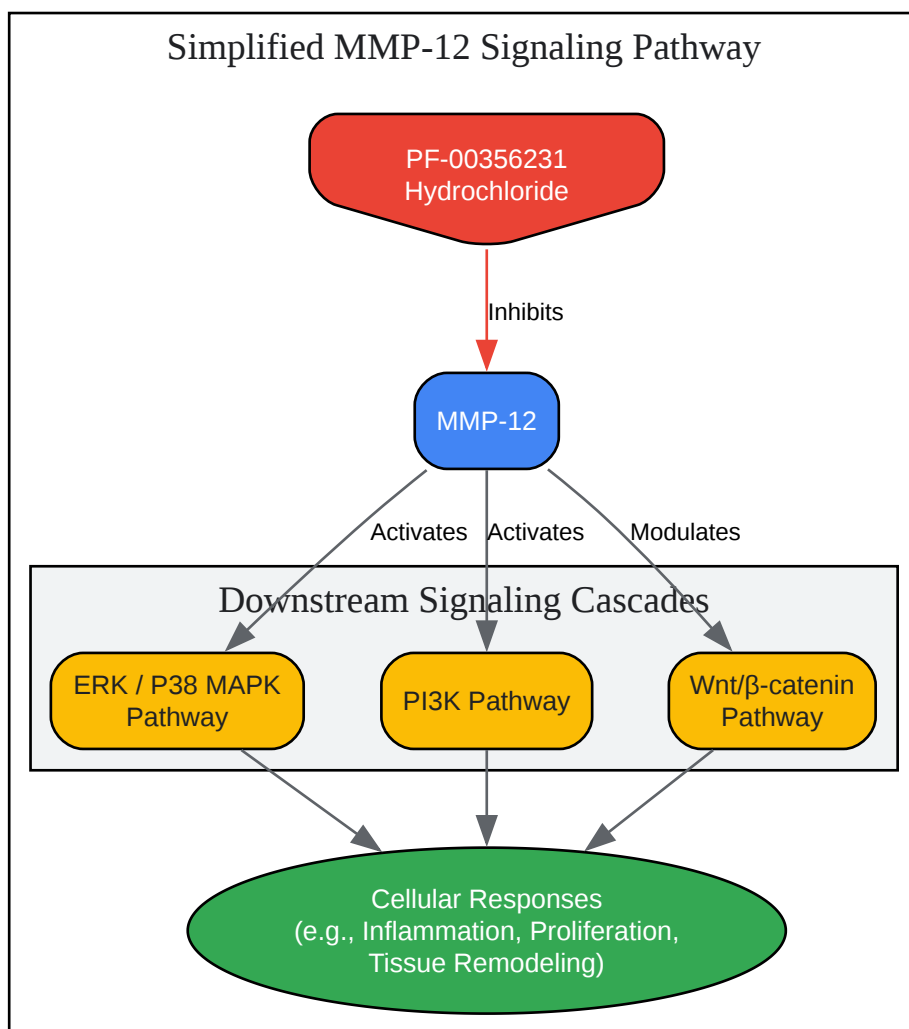 Simplified MMP-12 Signaling Pathway
PF-00356231
Hydrochloride
Inhibits
MMP-12
Activates
Activates
Modulates
Downstream Signaling Cascades
ERK / P38 MAPK
Pathway
PI3K Pathway
Wnt/β-catenin
Pathway
Cellular Responses
(e.g., Inflammation, Proliferation,
Tissue Remodeling)